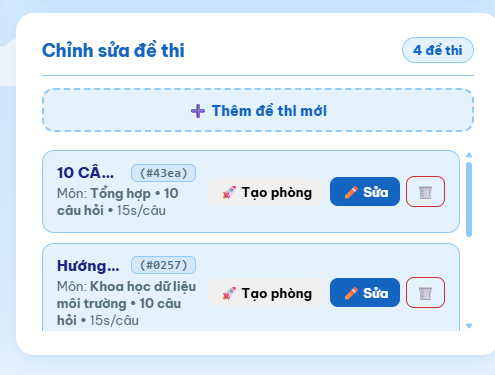 Chỉnh sửa đề thi
4 đề thi
➕ Thêm đề thi mới
10 CÂ... (#43ea)
Môn: Tổng hợp • 10
câu hỏi • 15s/câu
🚀 Tạo phòng
✏️ Sửa
🗑️
Hướng... (#0257)
Môn: Khoa học dữ liệu
môi trường • 10 câu
hỏi • 15s/câu
🚀 Tạo phòng
✏️ Sửa
🗑️